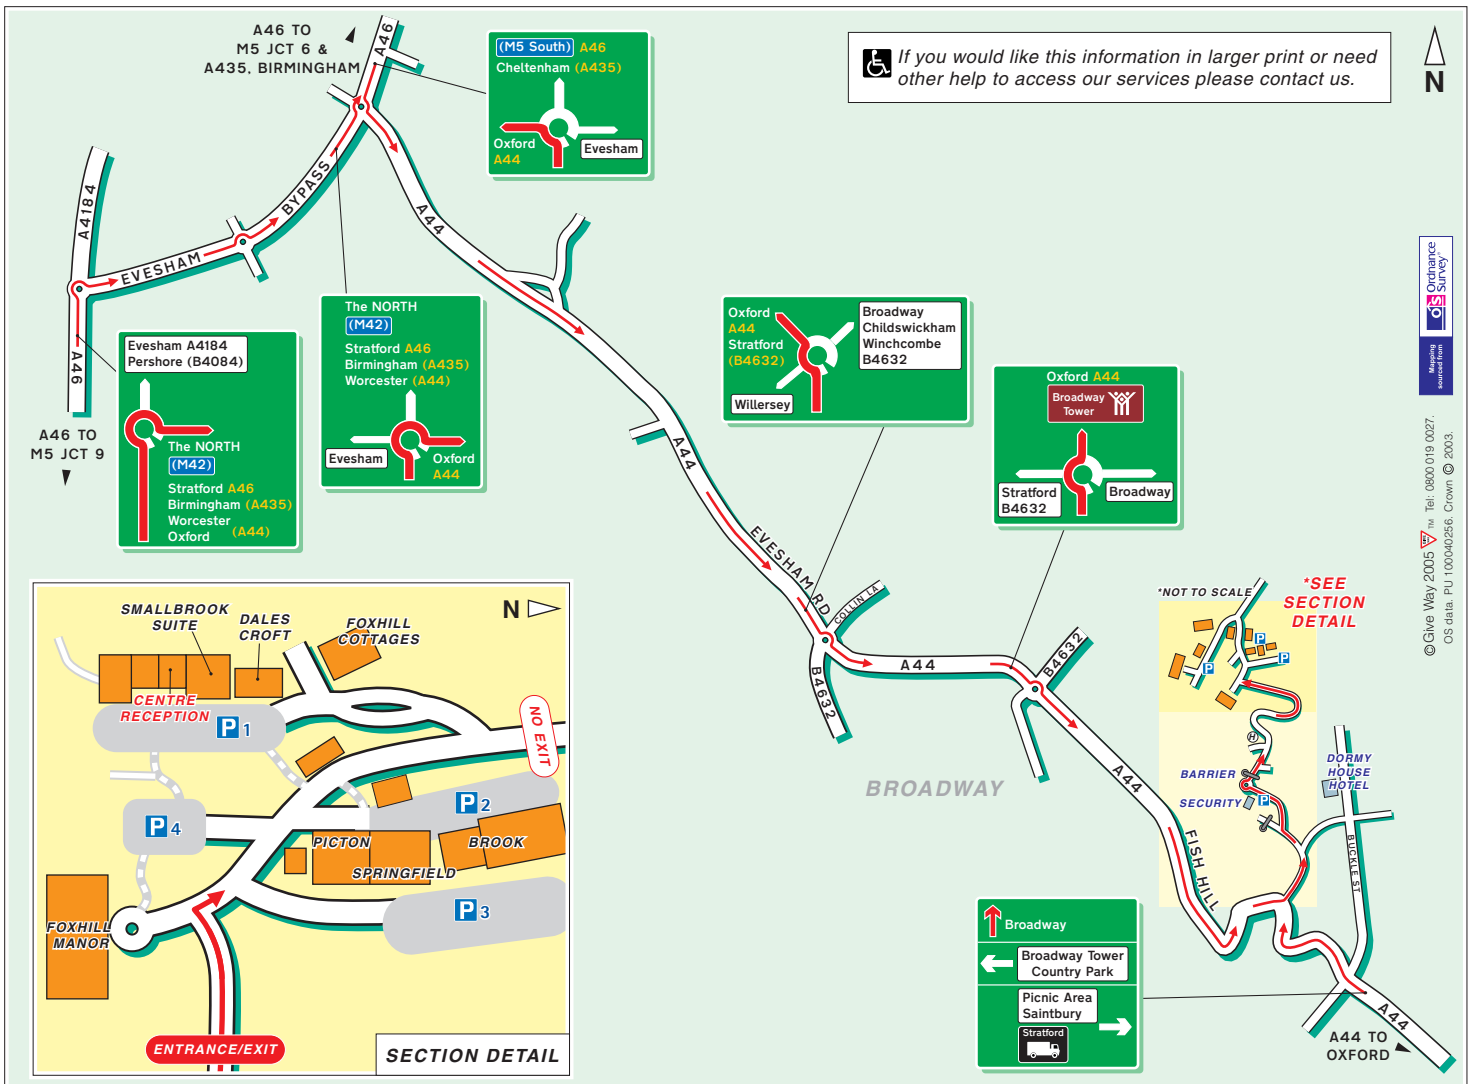 A46 TO
M5 JCT 6 &
A435, BIRMINGHAM
A46
(M5 South) A46
Cheltenham (A435)
Oxford
A44
Evesham
If you would like this information in larger print or need
other help to access our services please contact us.
N
A4184
EVESHAM
BYPASS
A44
A46
A46 TO
M5 JCT 9
Evesham A4184
Pershore (B4084)
The NORTH
(M42)
Stratford A46
Birmingham (A435)
Worcester
Oxford (A44)
The NORTH
(M42)
Stratford A46
Birmingham (A435)
Worcester (A44)
Evesham
Oxford
A44
Oxford
A44
Stratford
(B4632)
Broadway
Childswickham
Winchcombe
B4632
Willersey
Oxford A44
Broadway
Tower
Stratford
B4632
Broadway
A44
EVESHAM RD
COLLIN LA
B4632
A44
B4632
BROADWAY
A44
FISH HILL
*NOT TO SCALE
*SEE
SECTION
DETAIL
P
P
P
H
BARRIER
SECURITY
P
DORMY
HOUSE
HOTEL
BUCKLE ST
A44
A44 TO
OXFORD
Broadway
Broadway Tower
Country Park
Picnic Area
Saintbury
Stratford
Ordnance
Survey
Mapping
sourced from
© Give Way 2005 ™ Tel: 0800 019 0027.
OS data. PU 100040256. Crown © 2003.
N
SMALLBROOK
SUITE
DALES
CROFT
FOXHILL
COTTAGES
CENTRE
RECEPTION
P 1
NO EXIT
P 2
P 4
PICTON
BROOK
SPRINGFIELD
P 3
FOXHILL
MANOR
ENTRANCE/EXIT
SECTION DETAIL